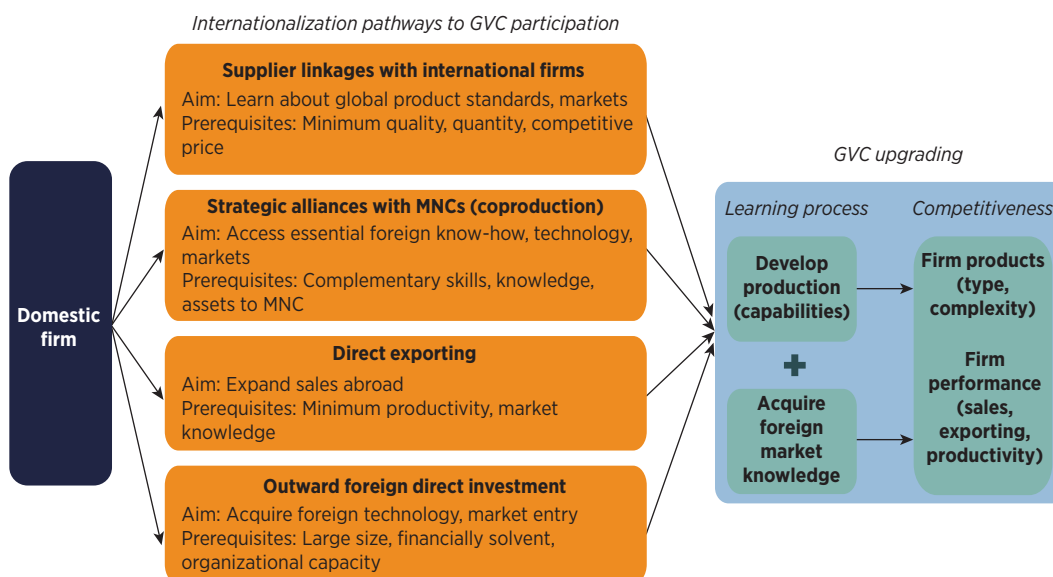 Internationalization pathways to GVC participation
Domestic
firm
Supplier linkages with international firms
Aim: Learn about global product standards, markets
Prerequisites: Minimum quality, quantity, competitive
price
Strategic alliances with MNCs (coproduction)
Aim: Access essential foreign know-how, technology,
markets
Prerequisites: Complementary skills, knowledge,
assets to MNC
Direct exporting
Aim: Expand sales abroad
Prerequisites: Minimum productivity, market
knowledge
Outward foreign direct investment
Aim: Acquire foreign technology, market entry
Prerequisites: Large size, financially solvent,
organizational capacity
GVC upgrading
Learning process
Develop
production
(capabilities)
+
Acquire
foreign
market
knowledge
Competitiveness
Firm products
(type,
complexity)
Firm
performance
(sales,
exporting,
productivity)